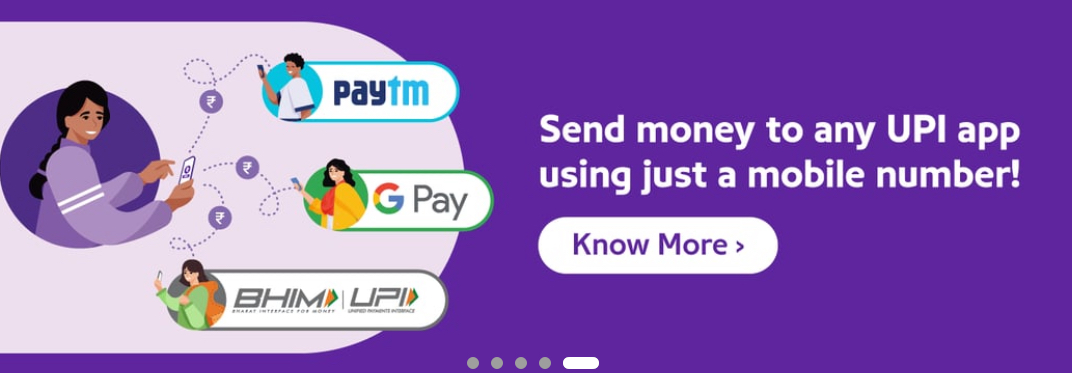 paytm
Send money to any UPI app
using just a mobile number!
G Pay
Know More ›
BHIM | UPI
BHARAT INTERFACE FOR MONEY UNIFIED PAYMENTS INTERFACE
₹
₹
₹